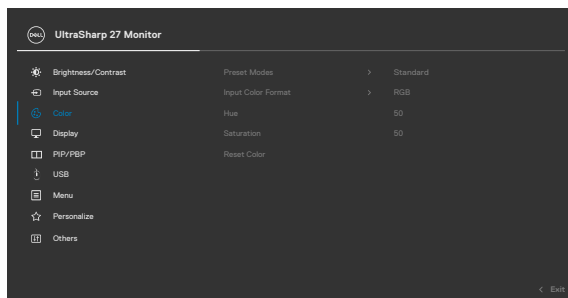 DELL UltraSharp 27 Monitor
Brightness/Contrast Preset Modes > Standard
Input Source Input Color Format > RGB
Color Hue 50
Display Saturation 50
PIP/PBP Reset Color
USB
Menu
Personalize
Others
< Exit